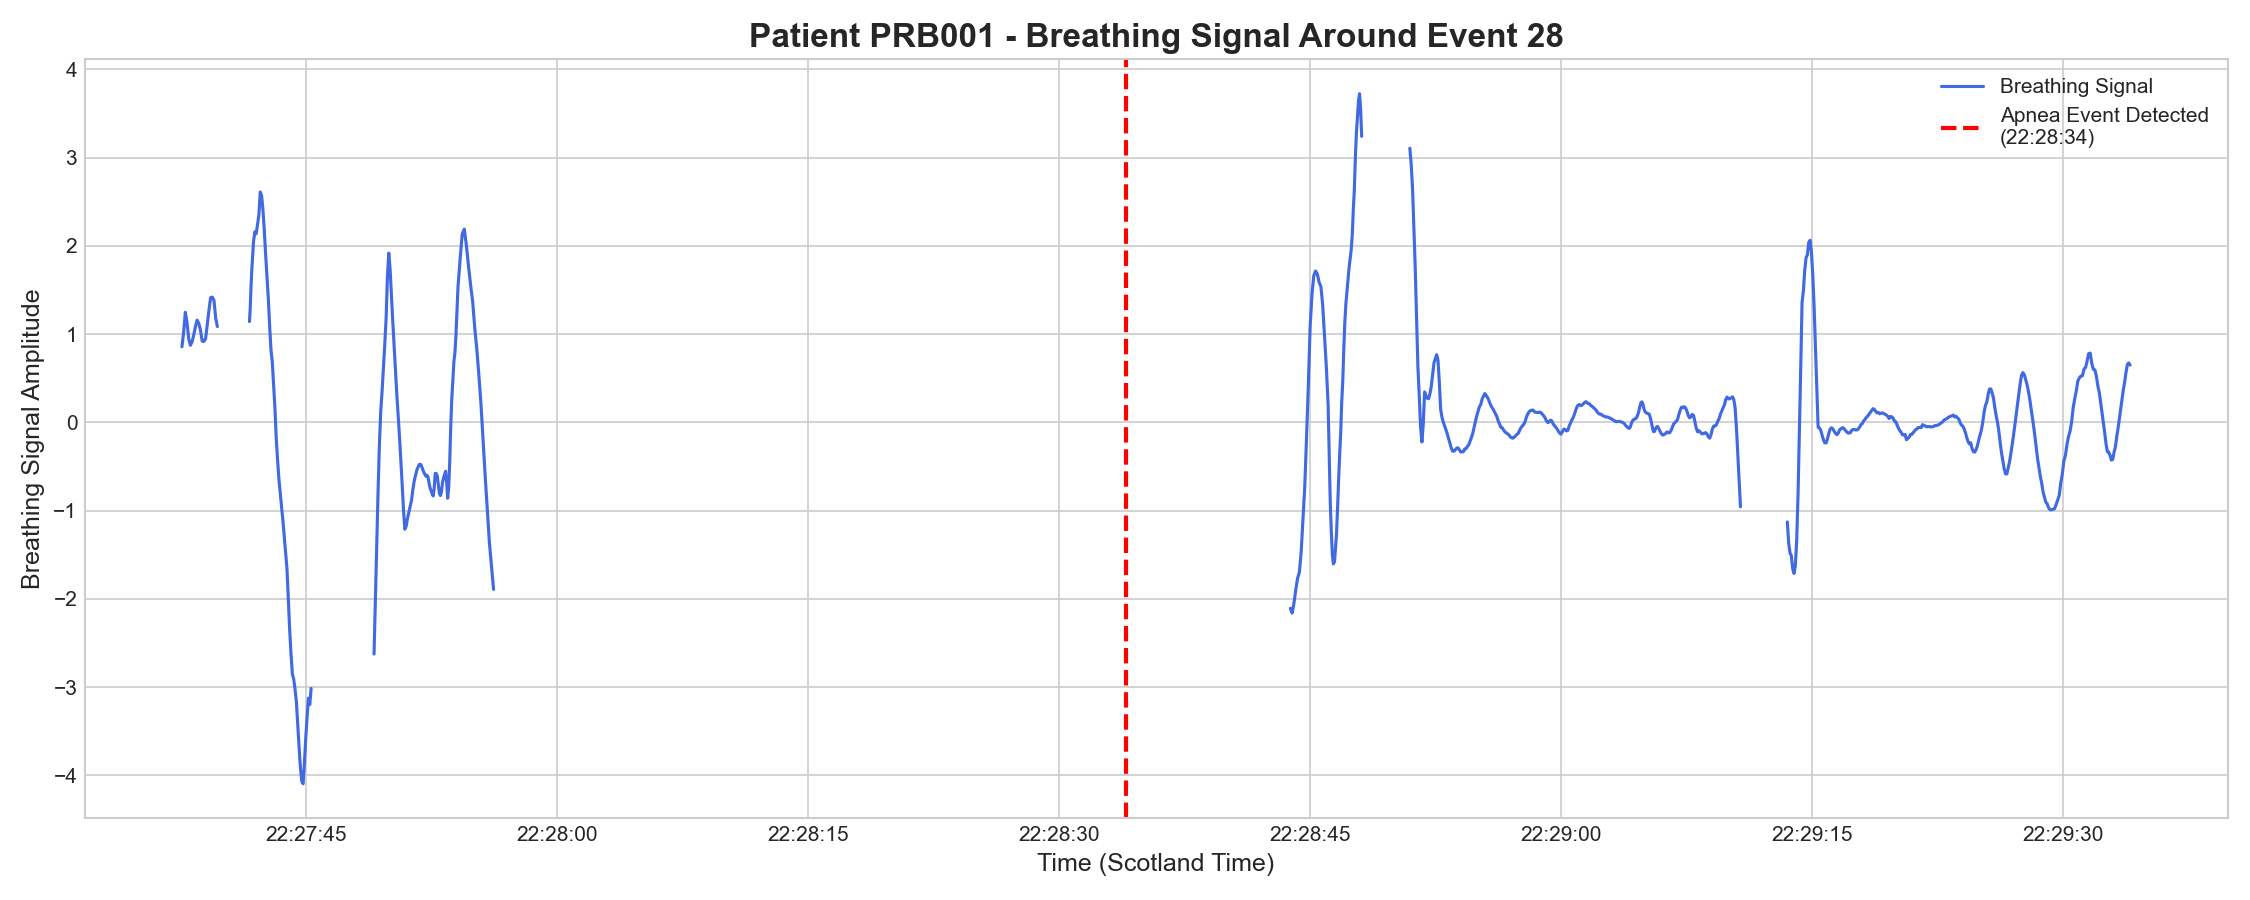 Patient PRB001 - Breathing Signal Around Event 28
Breathing Signal
Apnea Event Detected
(22:28:34)
Breathing Signal Amplitude
4
3
2
1
0
−1
−2
−3
−4
22:27:45 22:28:00 22:28:15 22:28:30 22:28:45 22:29:00 22:29:15 22:29:30
Time (Scotland Time)